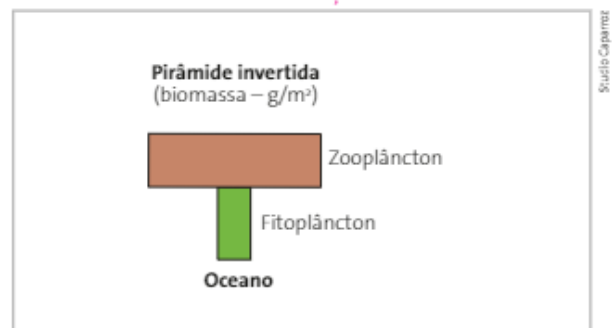 Pirâmide invertida
(biomassa – g/m²)
Zooplâncton
Fitoplâncton
Oceano
Studio Caparroz